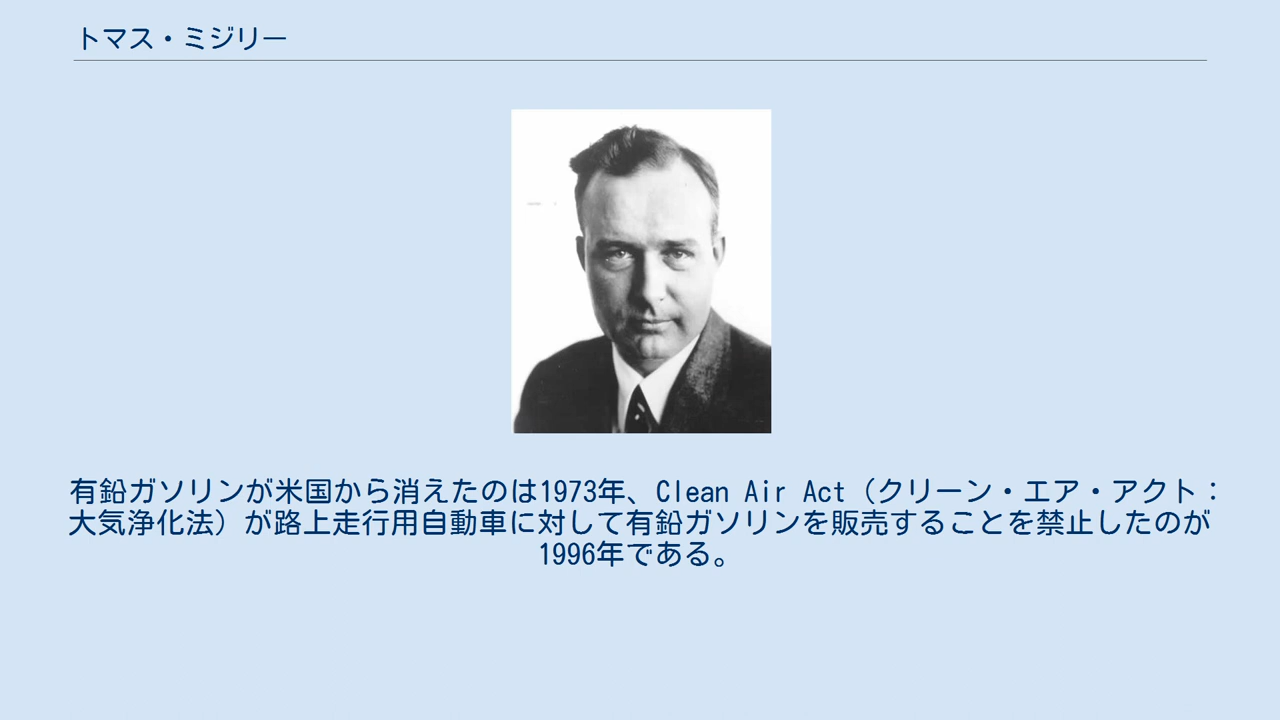 トマス・ミジリー
有鉛ガソリンが米国から消えたのは1973年、Clean Air Act（クリーン・エア・アクト：
大気浄化法）が路上走行用自動車に対して有鉛ガソリンを販売することを禁止したのが
1996年である。